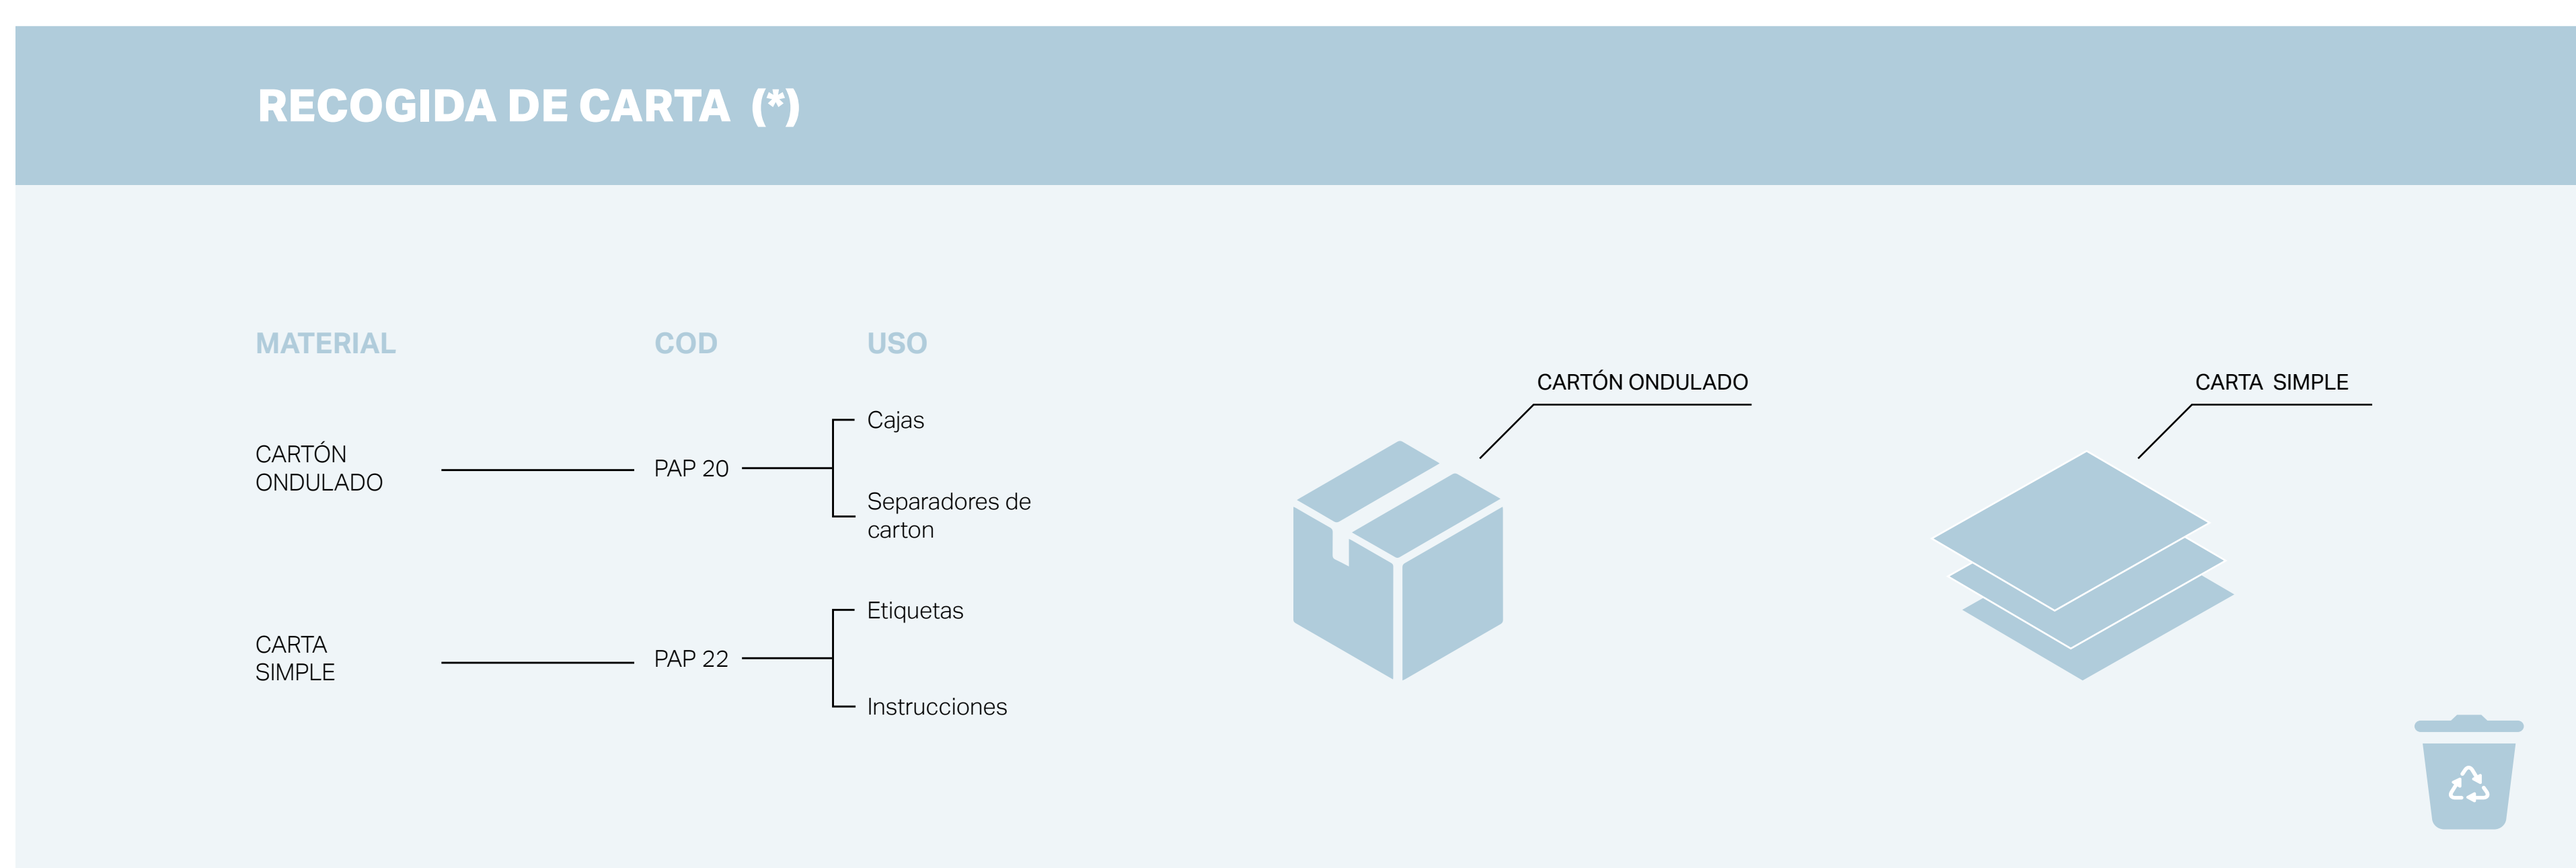 RECOGIDA DE CARTA (*)
MATERIAL COD USO
CARTÓN
ONDULADO
PAP 20
Cajas
Separadores de
carton
CARTA
SIMPLE
PAP 22
Etiquetas
Instrucciones
CARTÓN ONDULADO
CARTA SIMPLE